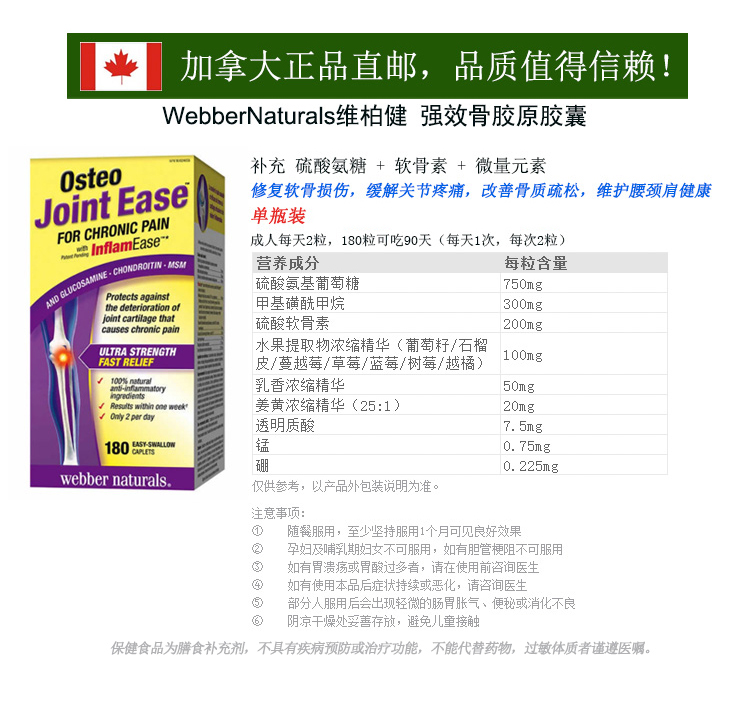 加拿大正品直邮，品质值得信赖！
WebberNaturals维柏健 强效骨胶原胶囊
补充 硫酸氨糖 + 软骨素 + 微量元素
修复软骨损伤，缓解关节疼痛，改善骨质疏松，维护腰颈肩健康
单瓶装
成人每天2粒，180粒可吃90天（每天1次，每次2粒）
营养成分 每粒含量
硫酸氨基葡萄糖 750mg
甲基磺酰甲烷 300mg
硫酸软骨素 200mg
水果提取物浓缩精华（葡萄籽/石榴
皮/蔓越莓/草莓/蓝莓/树莓/越橘） 100mg
乳香浓缩精华 50mg
姜黄浓缩精华（25:1） 20mg
透明质酸 7.5mg
锰 0.75mg
硼 0.225mg
仅供参考，以产品外包装说明为准。
注意事项：
① 随餐服用，至少坚持服用1个月可见良好效果
② 孕妇及哺乳期妇女不可服用，如有胆管梗阻不可服用
③ 如有胃溃疡或胃酸过多者，请在使用前咨询医生
④ 如有使用本品后症状持续或恶化，请咨询医生
⑤ 部分人服用后会出现轻微的肠胃胀气、便秘或消化不良
⑥ 阴凉干燥处妥善存放，避免儿童接触
保健食品为膳食补充剂，不具有疾病预防或治疗功能，不能代替药物，过敏体质者谨遵医嘱。
Osteo
Joint Ease™
FOR CHRONIC PAIN
with InflamEase™*
Patent Pending
AND GLUCOSAMINE · CHONDROITIN · MSM
Protects against
the deterioration of
joint cartilage that
causes chronic pain
ULTRA STRENGTH
FAST RELIEF
✓ 100% natural
anti-inflammatory
ingredients
✓ Results within one week‡
✓ Only 2 per day
180 EASY-SWALLOW
CAPLETS
webber naturals®